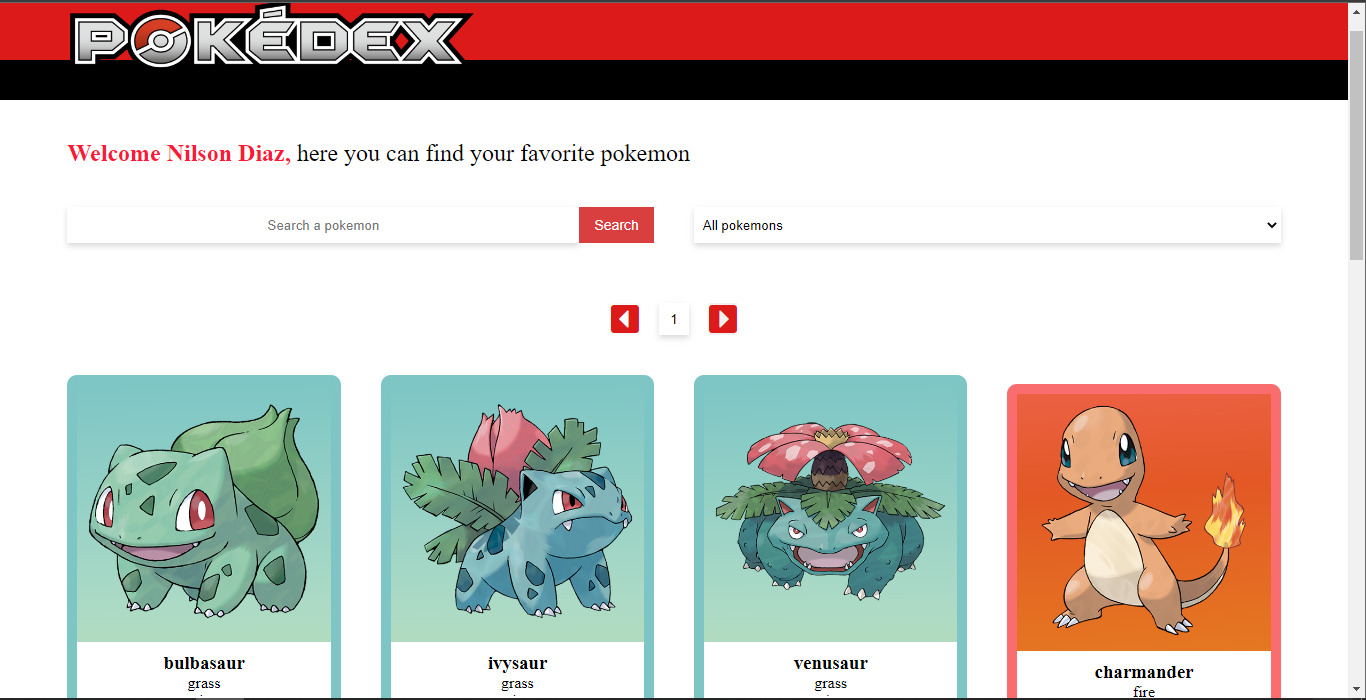 POKÉDEX
Welcome Nilson Diaz, here you can find your favorite pokemon
Search a pokemon Search All pokemons
1
bulbasaur ivysaur venusaur
charmander
grass grass grass
fire